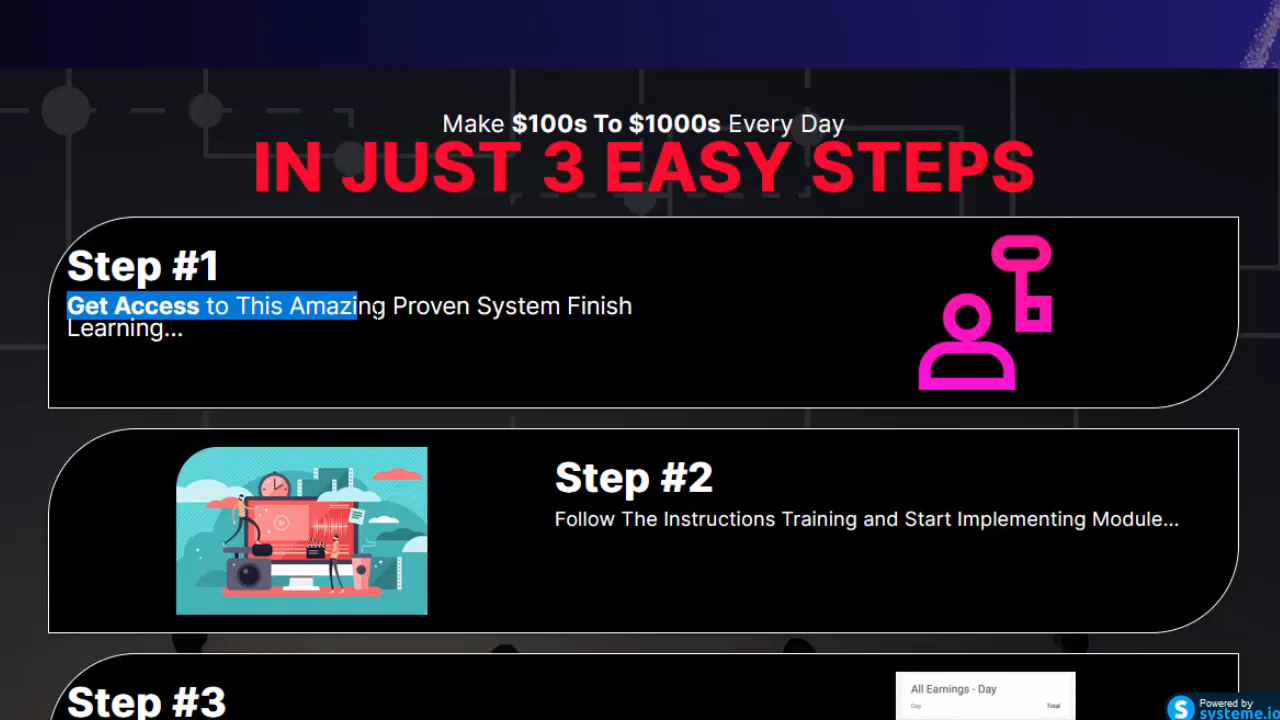 Make $100s To $1000s Every Day
IN JUST 3 EASY STEPS
Step #1
Get Access to This Amazing Proven System Finish
Learning...
Step #2
Follow The Instructions Training and Start Implementing Module...
Step #3
All Earnings - Day
Day Total
Powered by
systeme.io